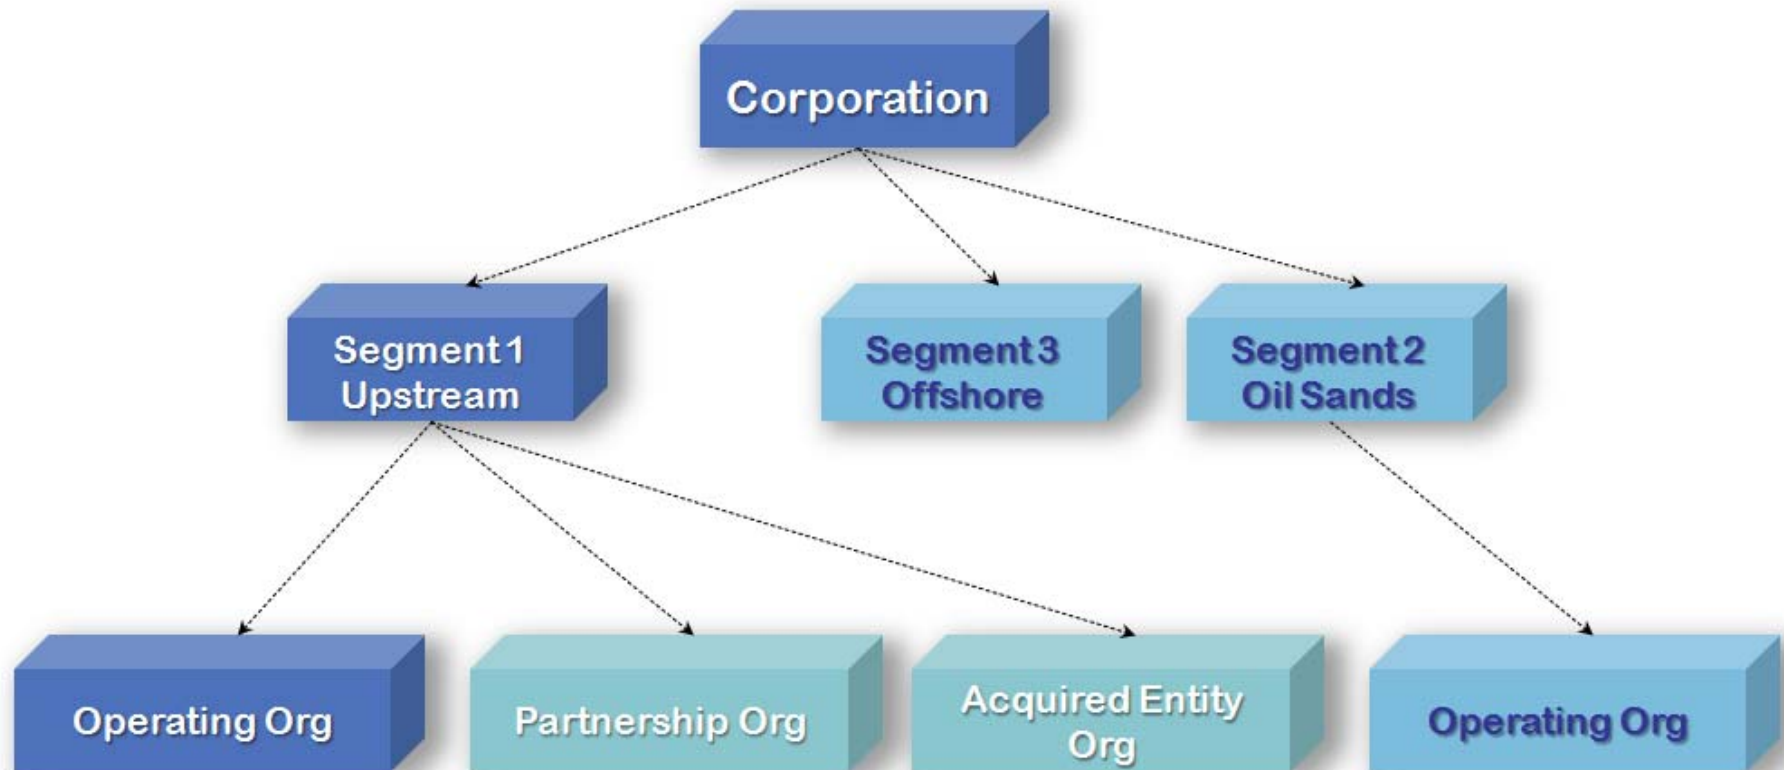 Corporation
Segment 1
Upstream
Segment 3
Offshore
Segment 2
Oil Sands
Operating Org
Partnership Org
Acquired Entity
Org
Operating Org